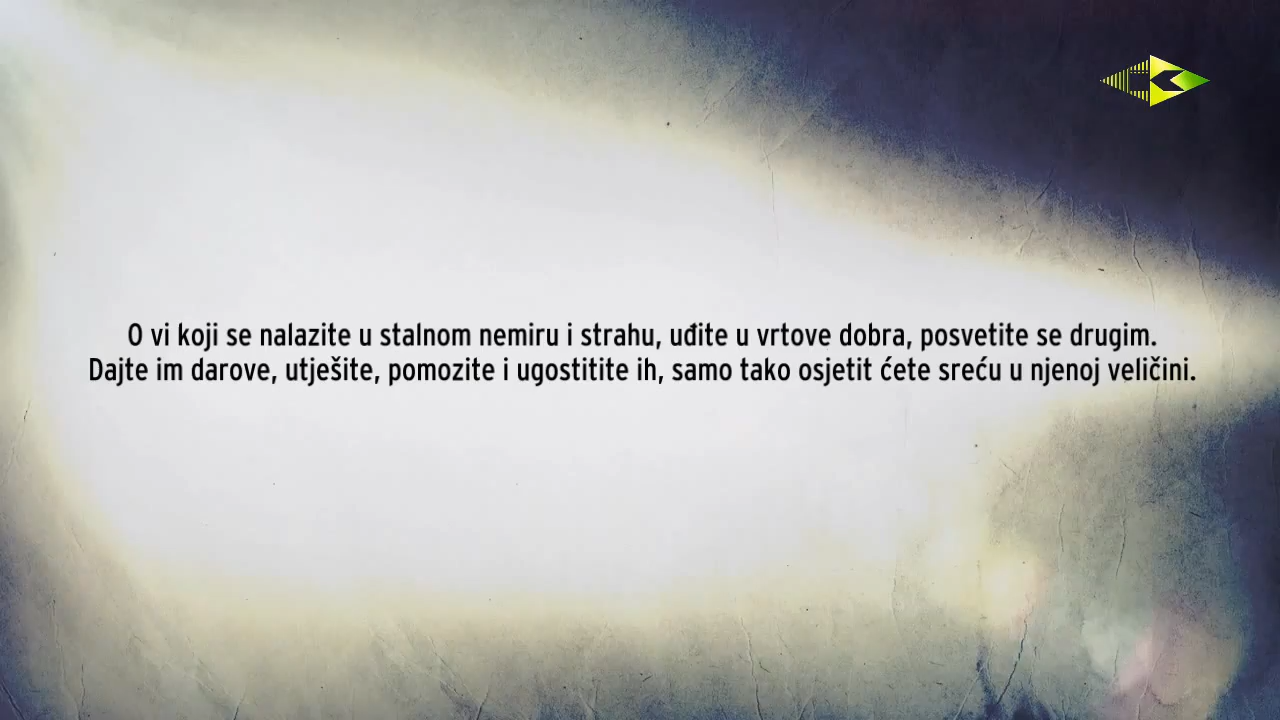 O vi koji se nalazite u stalnom nemiru i strahu, uđite u vrtove dobra, posvetite se drugim.
Dajte im darove, utješite, pomozite i ugostitite ih, samo tako osjetit ćete sreću u njenoj veličini.